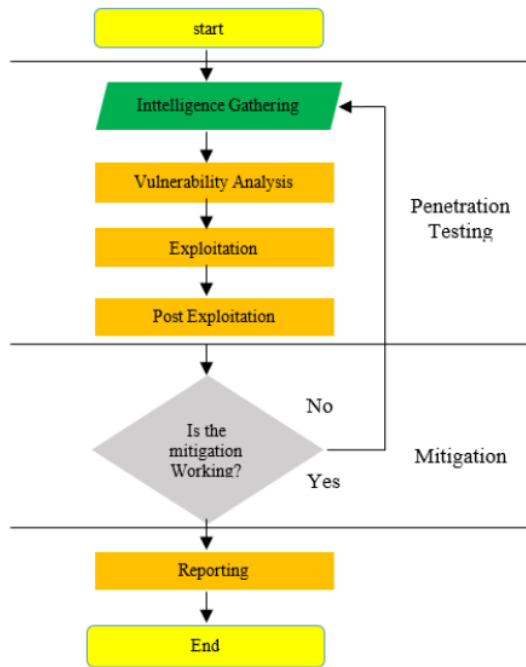 start
Inttelligence Gathering
Vulnerability Analysis
Exploitation
Post Exploitation
Penetration
Testing
Is the
mitigation
Working?
No
Yes
Mitigation
Reporting
End